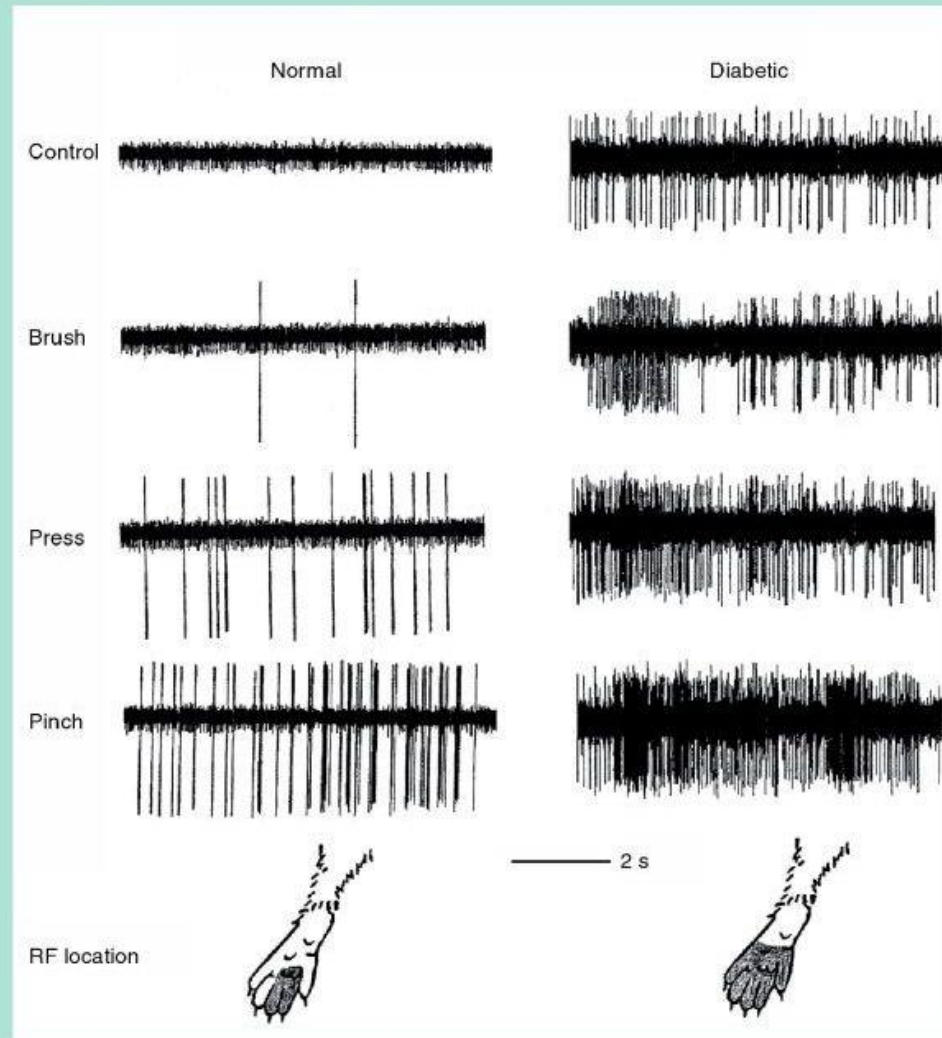 Normal Diabetic
Control
Brush
Press
Pinch
2 s
RF location